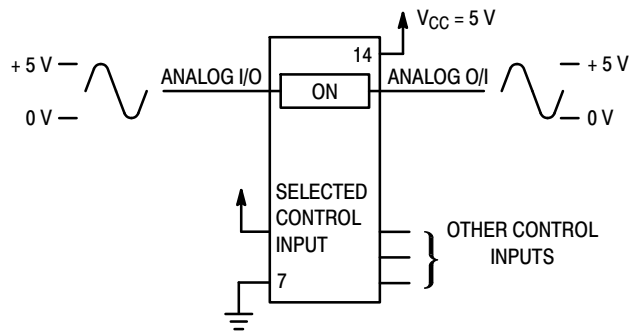 VCC = 5 V
14
+ 5 V
ANALOG I/O
ON
ANALOG O/I
+ 5 V
0 V
0 V
SELECTED
CONTROL
INPUT
OTHER CONTROL
INPUTS
7